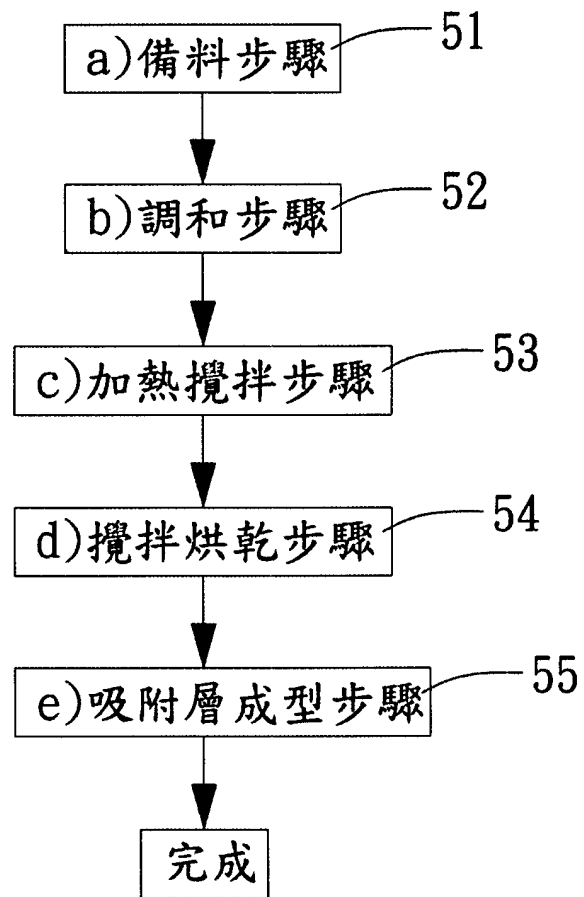 a)備料步驟 51
b)調和步驟 52
c)加熱攪拌步驟 53
d)攪拌烘乾步驟 54
e)吸附層成型步驟 55
完成